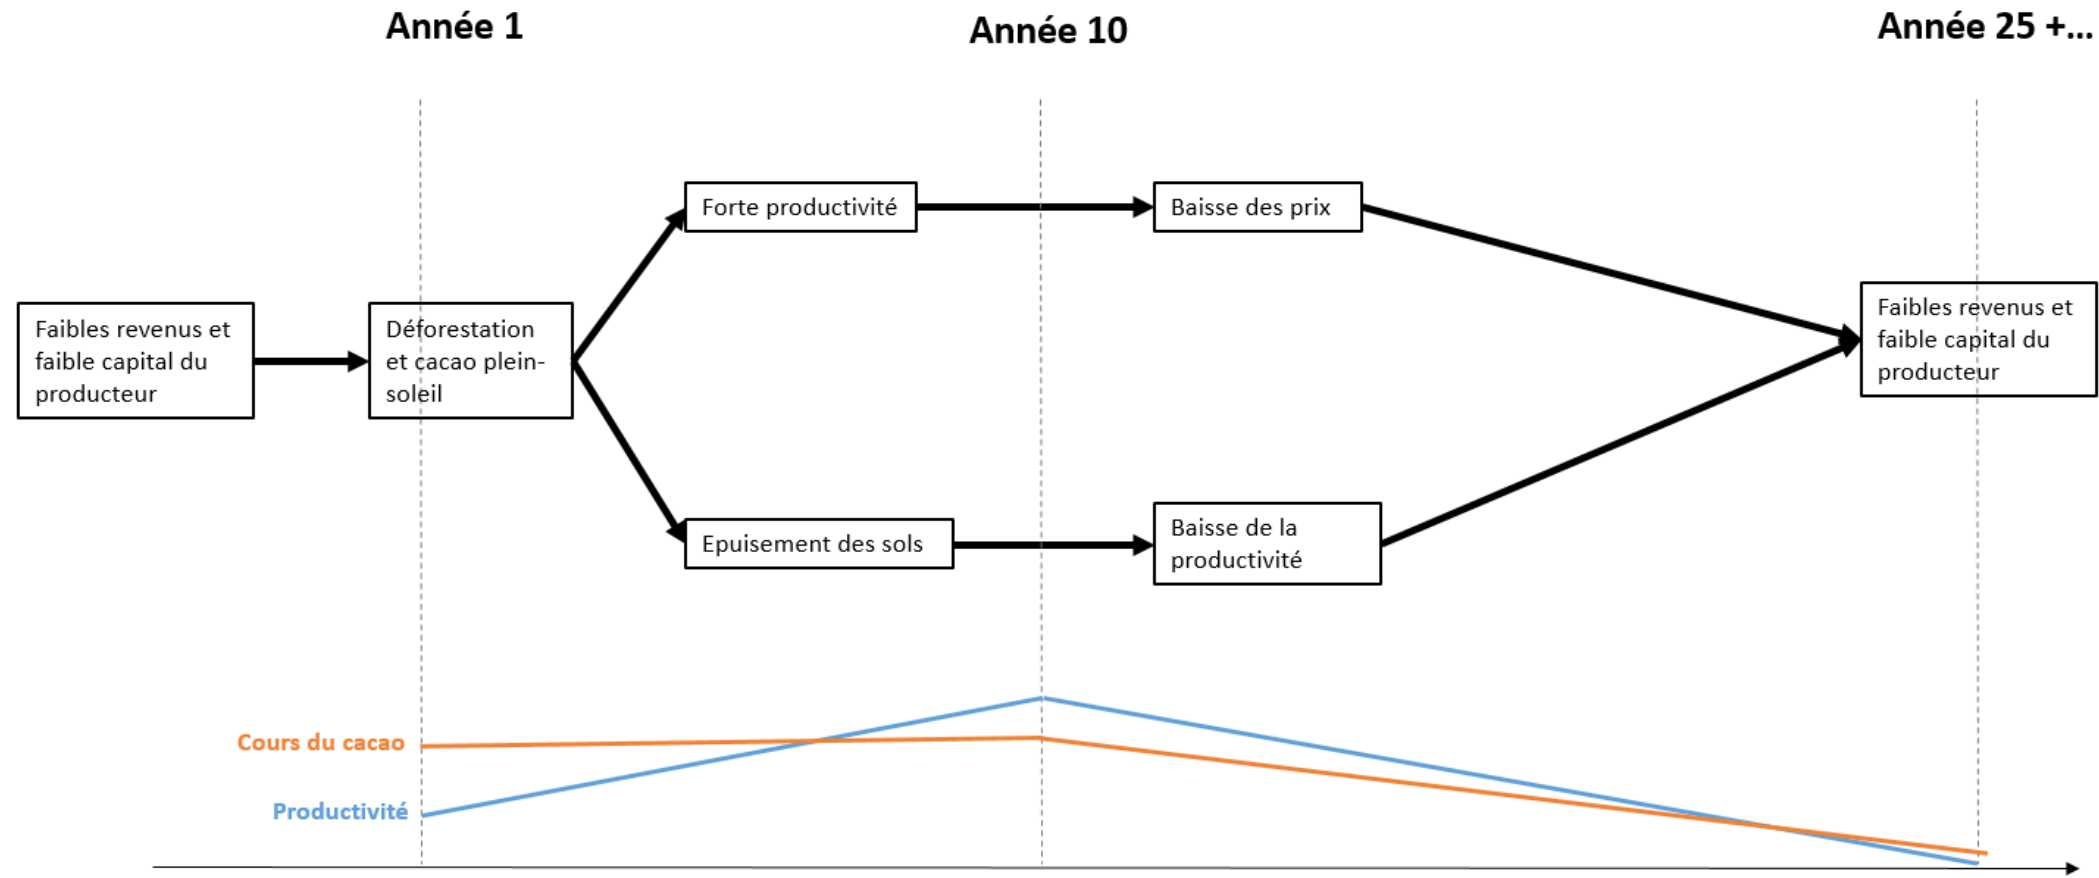 Année 1
Année 10
Année 25 +...
Forte productivité
Baisse des prix
Faibles revenus et
faible capital du
producteur
Déforestation
et cacao plein-
soleil
Faibles revenus et
faible capital du
producteur
Epuisement des sols
Baisse de la
productivité
Cours du cacao
Productivité